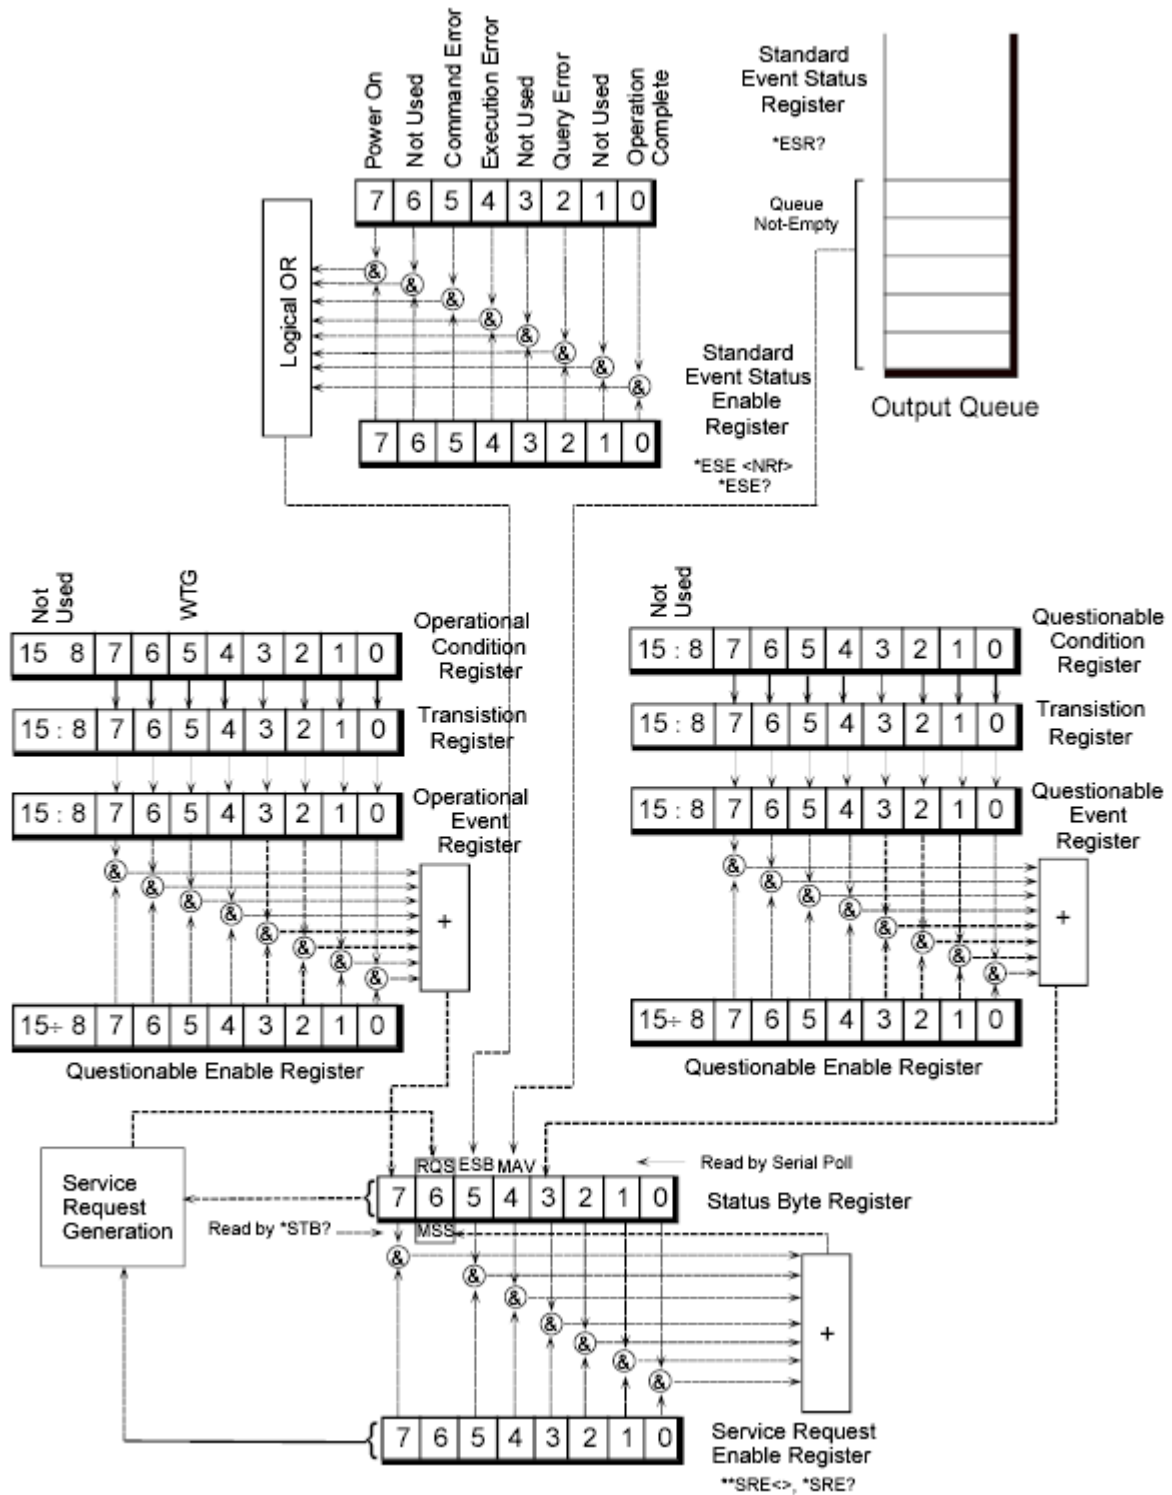 Power On
Not Used
Command Error
Execution Error
Not Used
Query Error
Not Used
Operation
Complete
Standard
Event Status
Register
*ESR?
7 6 5 4 3 2 1 0
Queue
Not-Empty
& & & & & & & &
Logical OR
Standard
Event Status
Enable
Register
*ESE <NRf>
*ESE?
7 6 5 4 3 2 1 0
Output Queue
Not
Used
WTG
15 8 7 6 5 4 3 2 1 0
Operational
Condition
Register
15 : 8 7 6 5 4 3 2 1 0
Transistion
Register
15 : 8 7 6 5 4 3 2 1 0
Operational
Event
Register
& & & & & & & &
+
15÷ 8 7 6 5 4 3 2 1 0
Questionable Enable Register
Not
Used
15 : 8 7 6 5 4 3 2 1 0
Questionable
Condition
Register
15 : 8 7 6 5 4 3 2 1 0
Transistion
Register
15 : 8 7 6 5 4 3 2 1 0
Questionable
Event
Register
& & & & & & & &
+
15÷ 8 7 6 5 4 3 2 1 0
Questionable Enable Register
Service
Request
Generation
RQS ESB MAV
Read by Serial Poll
7 6 5 4 3 2 1 0
Status Byte Register
Read by *STB?
MSS
& & & & & & &
+
7 6 5 4 3 2 1 0
Service Request
Enable Register
**SRE<>, *SRE?